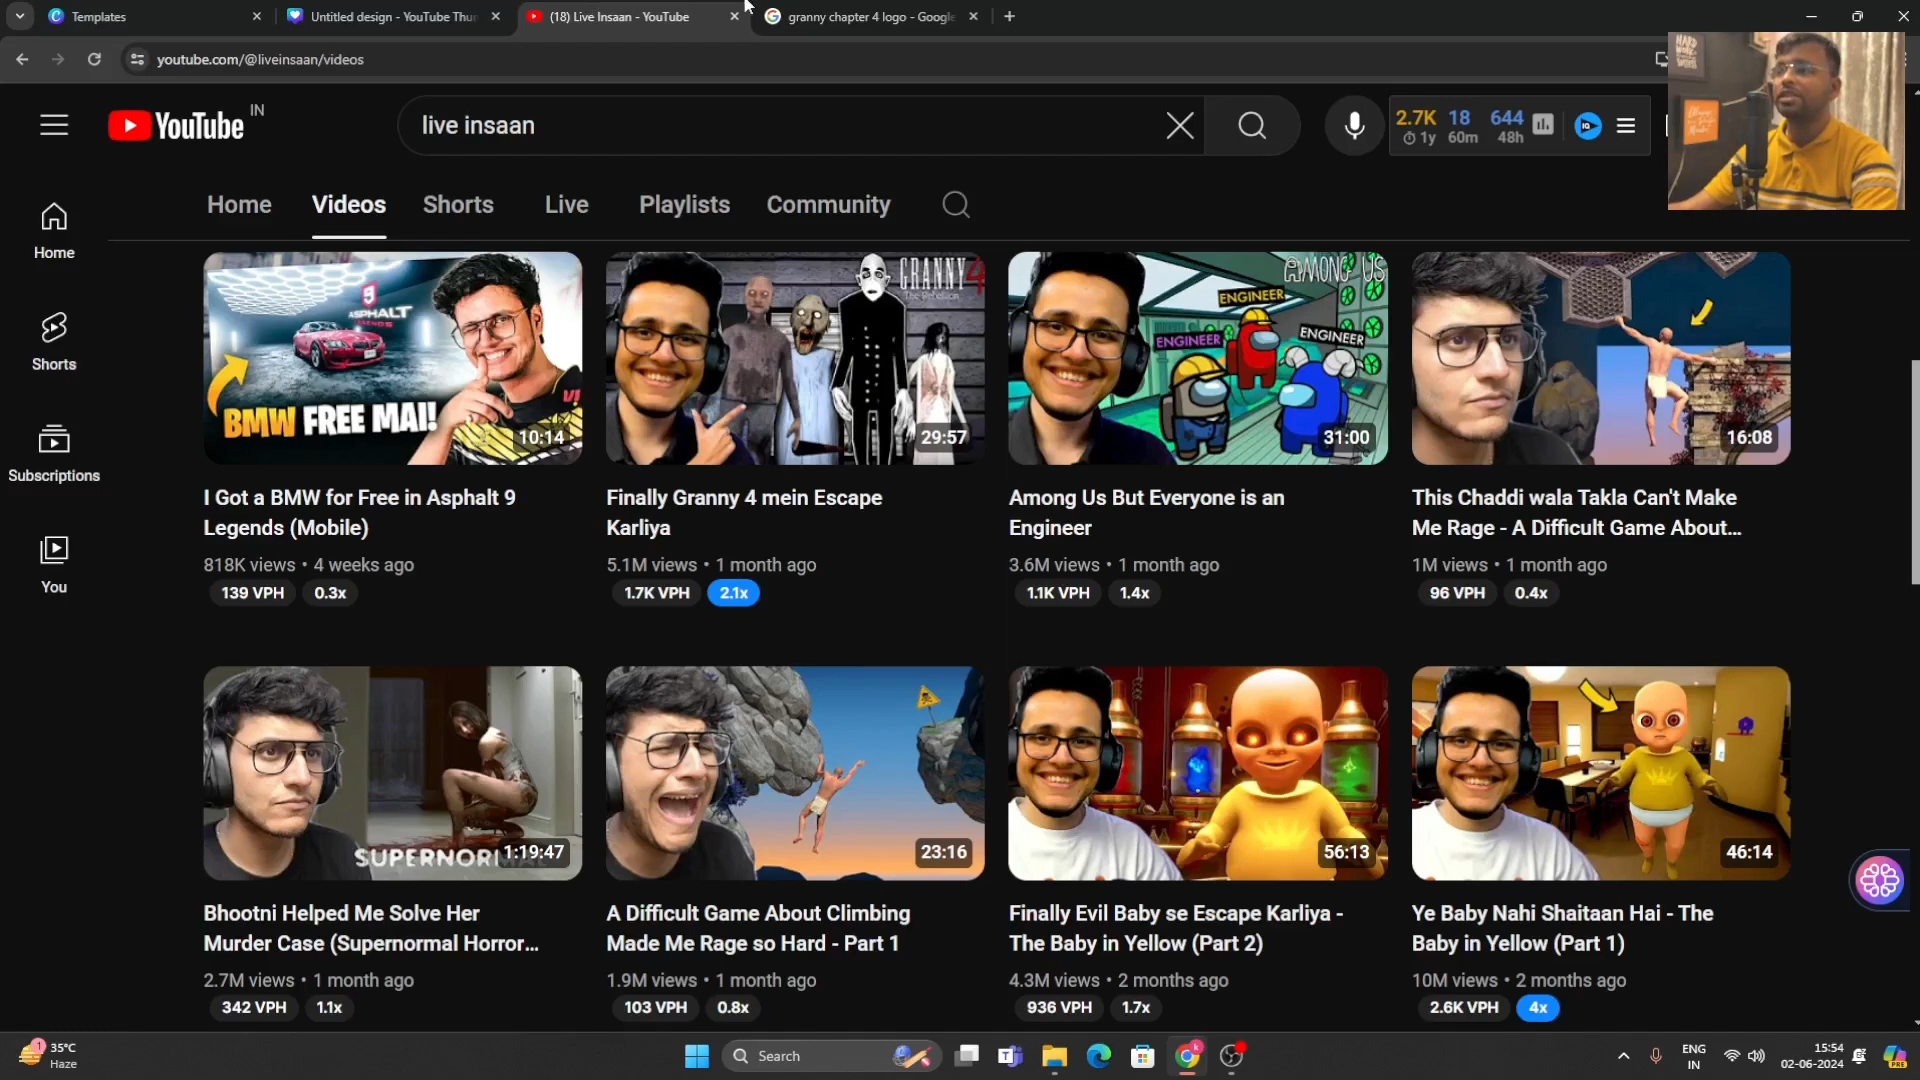 Templates
Untitled design - YouTube Thu
(18) Live Insaan - YouTube
granny chapter 4 logo - Google
youtube.com/@liveinsaan/videos
YouTube IN
live insaan
2.7K 18 644
1y 60m 48h
Home Videos Shorts Live Playlists Community
Home
Shorts
Subscriptions
You
9
ASPHALT
LEGENDS
BMW FREE MAI!
10:14
GRANNY 4
The Rebellion
29:57
AMONG US
ENGINEER
ENGINEER
ENGINEER
31:00
16:08
I Got a BMW for Free in Asphalt 9
Legends (Mobile)
818K views • 4 weeks ago
139 VPH 0.3x
Finally Granny 4 mein Escape
Karliya
5.1M views • 1 month ago
1.7K VPH 2.1x
Among Us But Everyone is an
Engineer
3.6M views • 1 month ago
1.1K VPH 1.4x
This Chaddi wala Takla Can't Make
Me Rage - A Difficult Game About...
1M views • 1 month ago
96 VPH 0.4x
SUPERNORM
1:19:47
23:16
56:13
46:14
Bhootni Helped Me Solve Her
Murder Case (Supernormal Horror...
2.7M views • 1 month ago
342 VPH 1.1x
A Difficult Game About Climbing
Made Me Rage so Hard - Part 1
1.9M views • 1 month ago
103 VPH 0.8x
Finally Evil Baby se Escape Karliya -
The Baby in Yellow (Part 2)
4.3M views • 2 months ago
936 VPH 1.7x
Ye Baby Nahi Shaitaan Hai - The
Baby in Yellow (Part 1)
10M views • 2 months ago
2.6K VPH 4x
1
35°C
Haze
Search
ENG
IN
15:54
02-06-2024